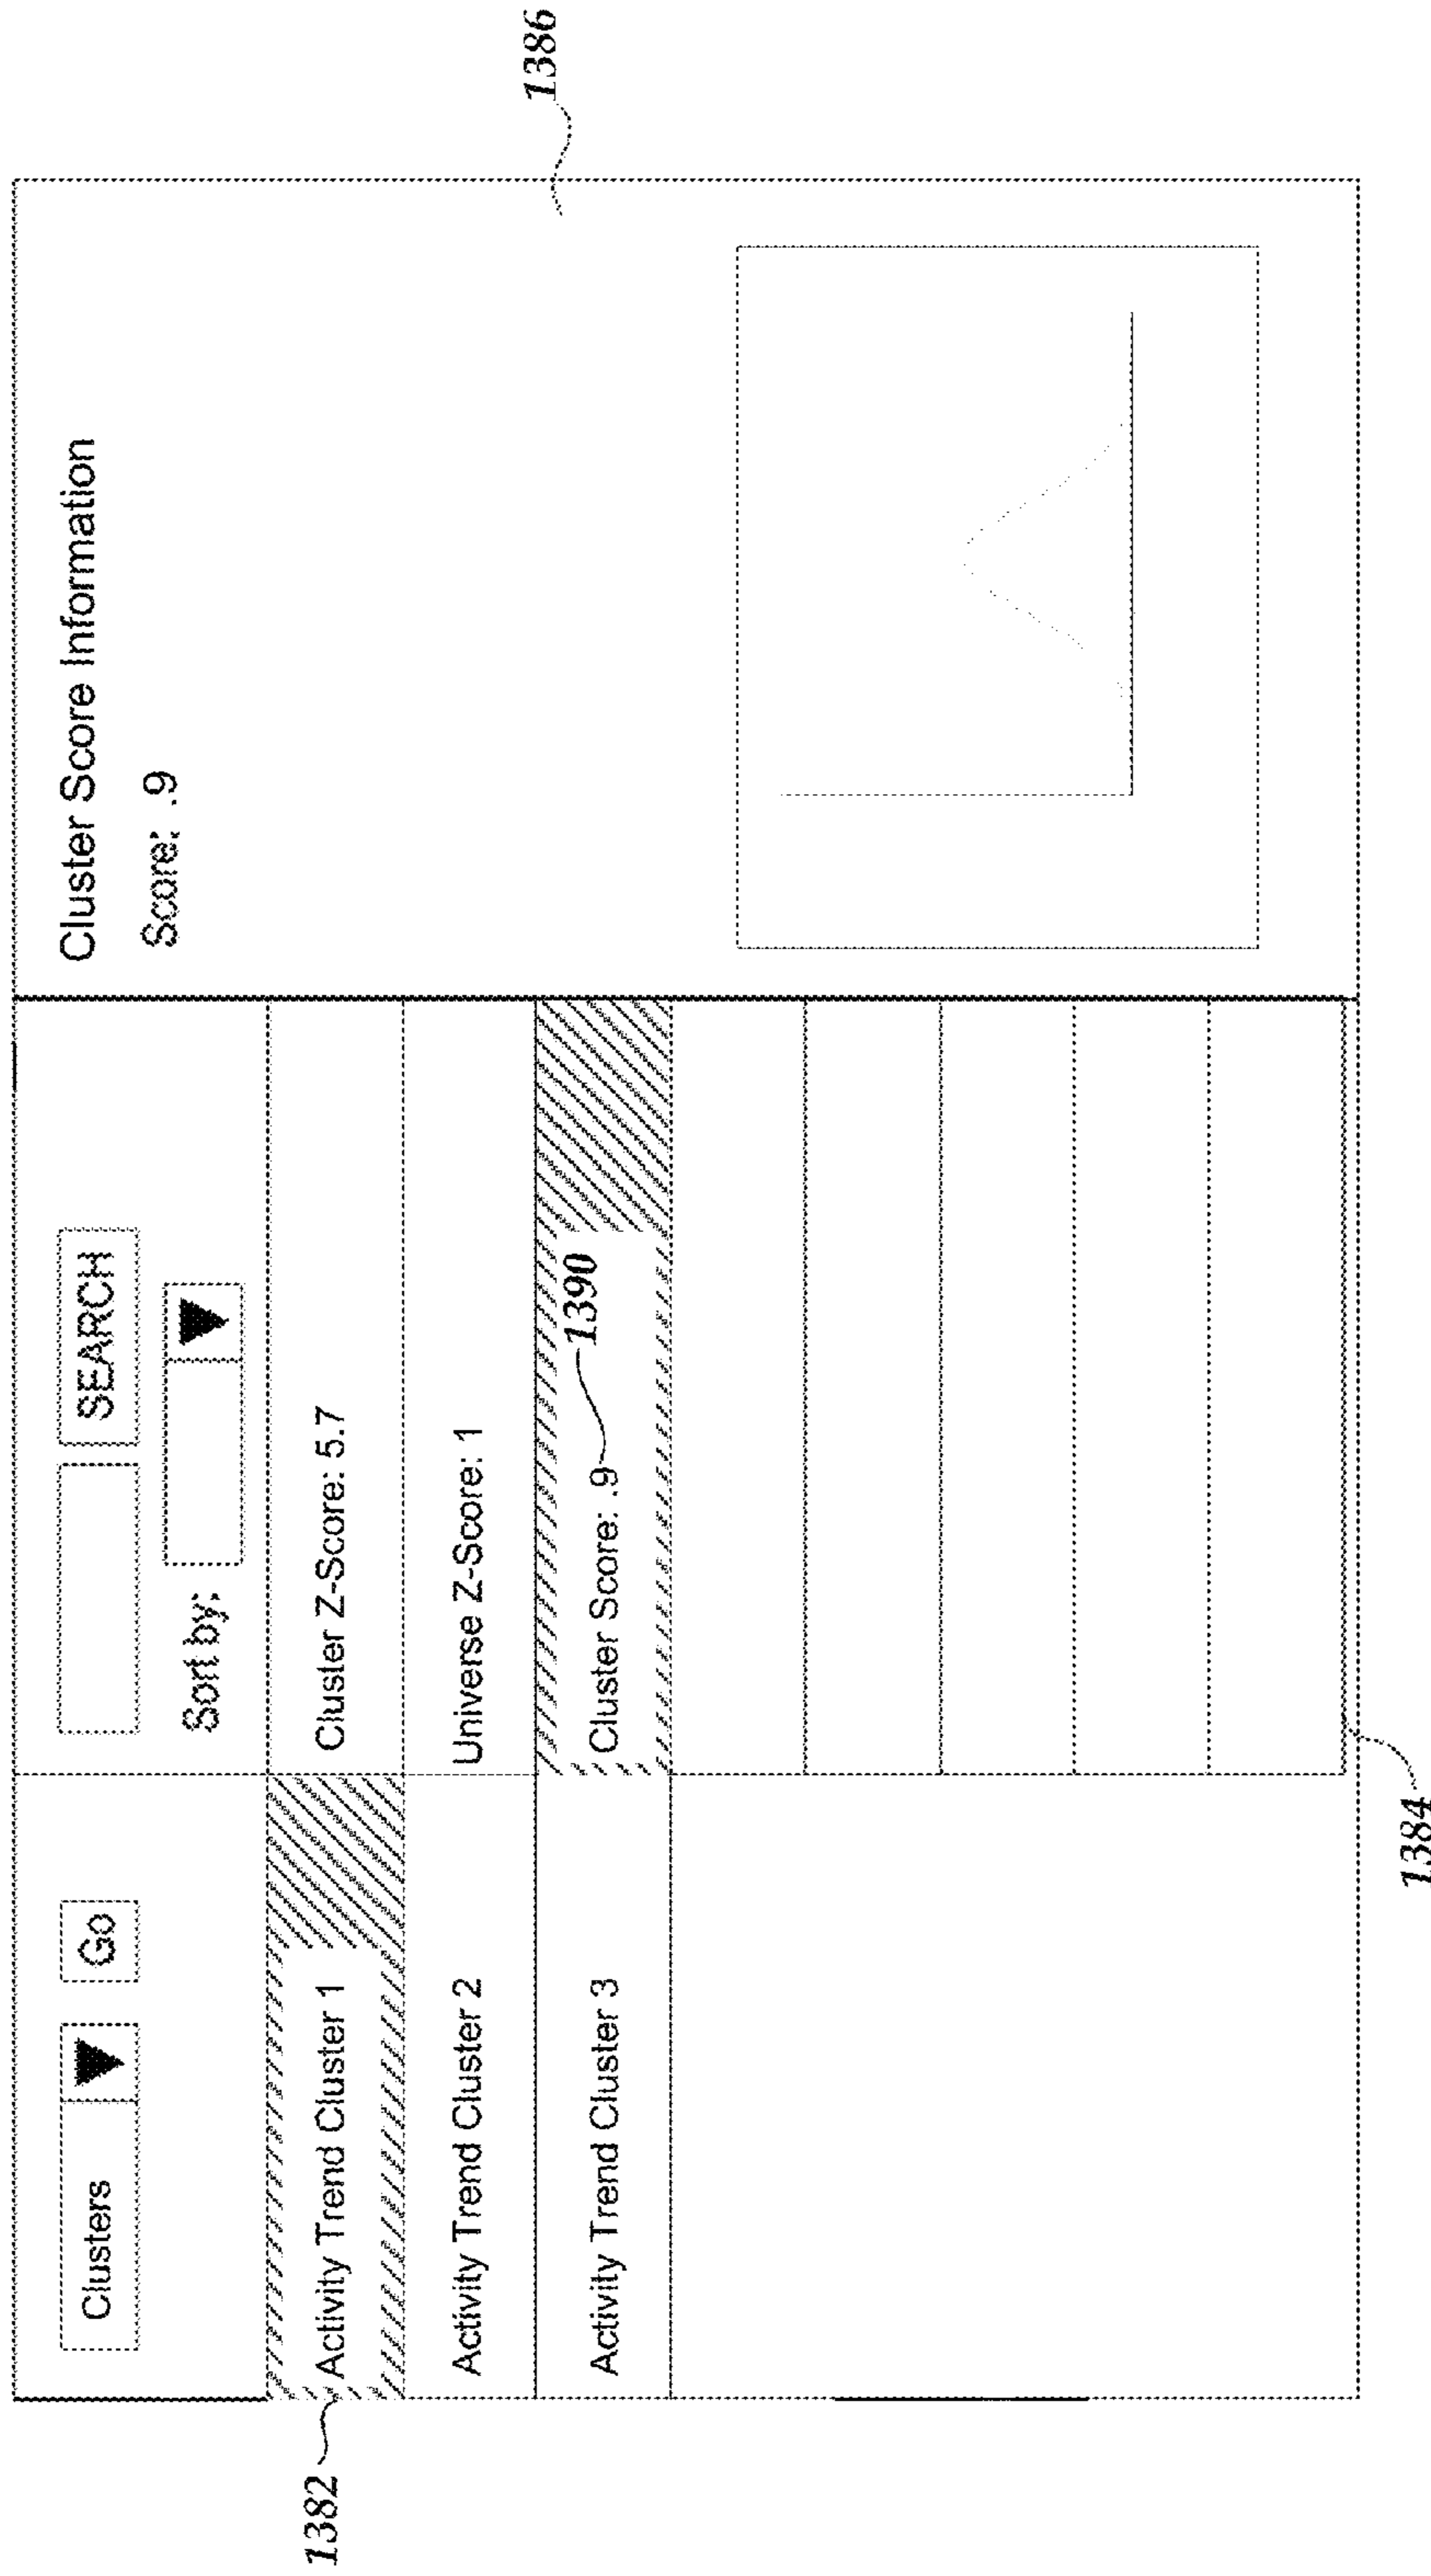 Clusters Go SEARCH Cluster Score Information
Sort by: Score: .9
Activity Trend Cluster 1 Cluster Z-Score: 5.7
Activity Trend Cluster 2 Universe Z-Score: 1
Activity Trend Cluster 3 Cluster Score: .9 1390
1382
1384
1386